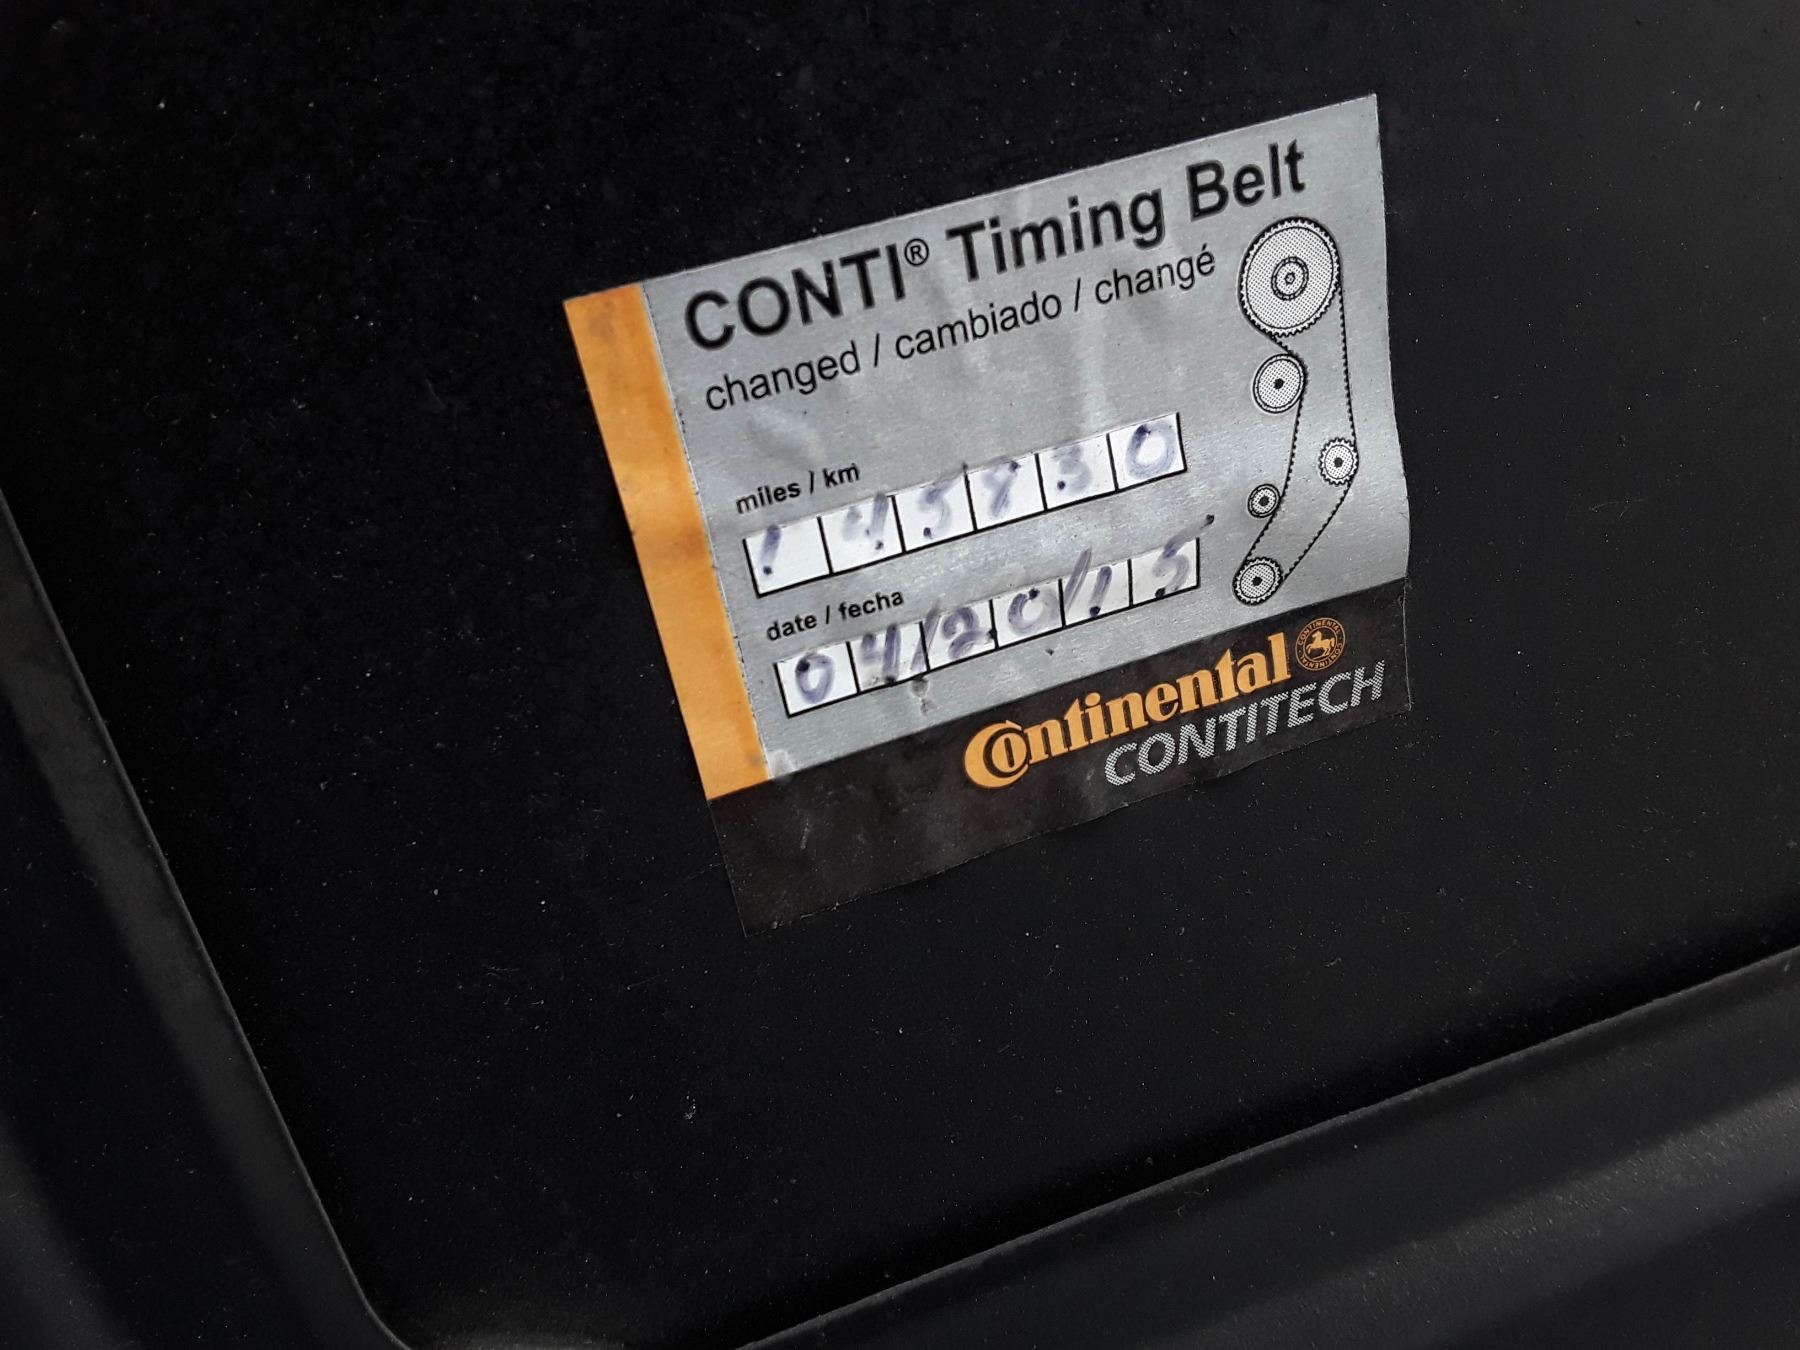 CONTI® Timing Belt
changed / cambiado / changé
miles / km
145830
date / fecha
04/20/15
Continental
CONTITECH